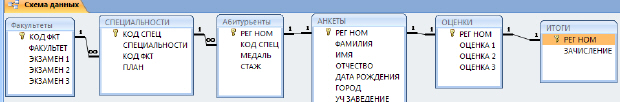 Схема данных
Факультеты
КОД ФКТ
ФАКУЛЬТЕТ
ЭКЗАМЕН 1
ЭКЗАМЕН 2
ЭКЗАМЕН 3
1
∞
СПЕЦИАЛЬНОСТИ
КОД СПЕЦ
СПЕЦИАЛЬНОСТИ
КОД ФКТ
ПЛАН
1
∞
Абитурьенты
РЕГ НОМ
КОД СПЕЦ
МЕДАЛЬ
СТАЖ
1
1
АНКЕТЫ
РЕГ НОМ
ФАМИЛИЯ
ИМЯ
ОТЧЕСТВО
ДАТА РОЖДЕНИЯ
ГОРОД
УЧ ЗАВЕДЕНИЕ
1
1
ОЦЕНКИ
РЕГ НОМ
ОЦЕНКА 1
ОЦЕНКА 2
ОЦЕНКА 3
1
1
ИТОГИ
РЕГ НОМ
ЗАЧИСЛЕНИЕ